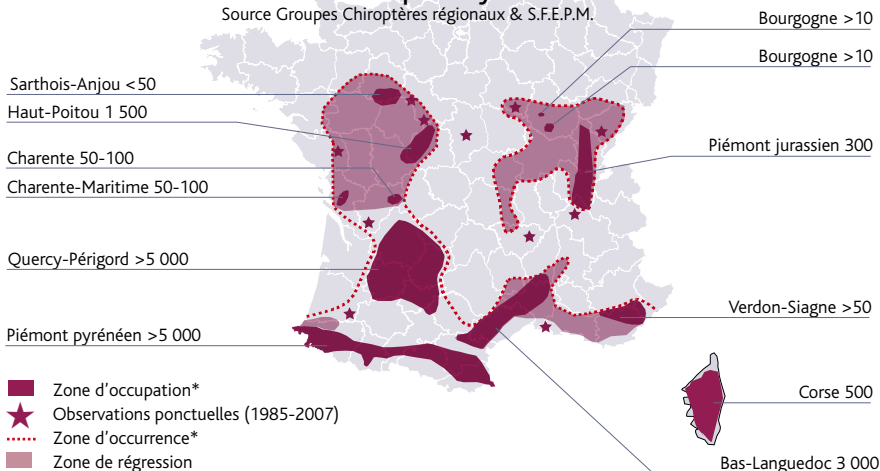 Source Groupes Chiroptères régionaux & S.F.E.P.M.
Bourgogne >10
Bourgogne >10
Sarthois-Anjou <50
Haut-Poitou 1 500
Piémont jurassien 300
Charente 50-100
Charente-Maritime 50-100
Quercy-Périgord >5 000
Verdon-Siagne >50
Piémont pyrénéen >5 000
Corse 500
Zone d'occupation*
Observations ponctuelles (1985-2007)
Zone d'occurrence*
Zone de régression
Bas-Languedoc 3 000